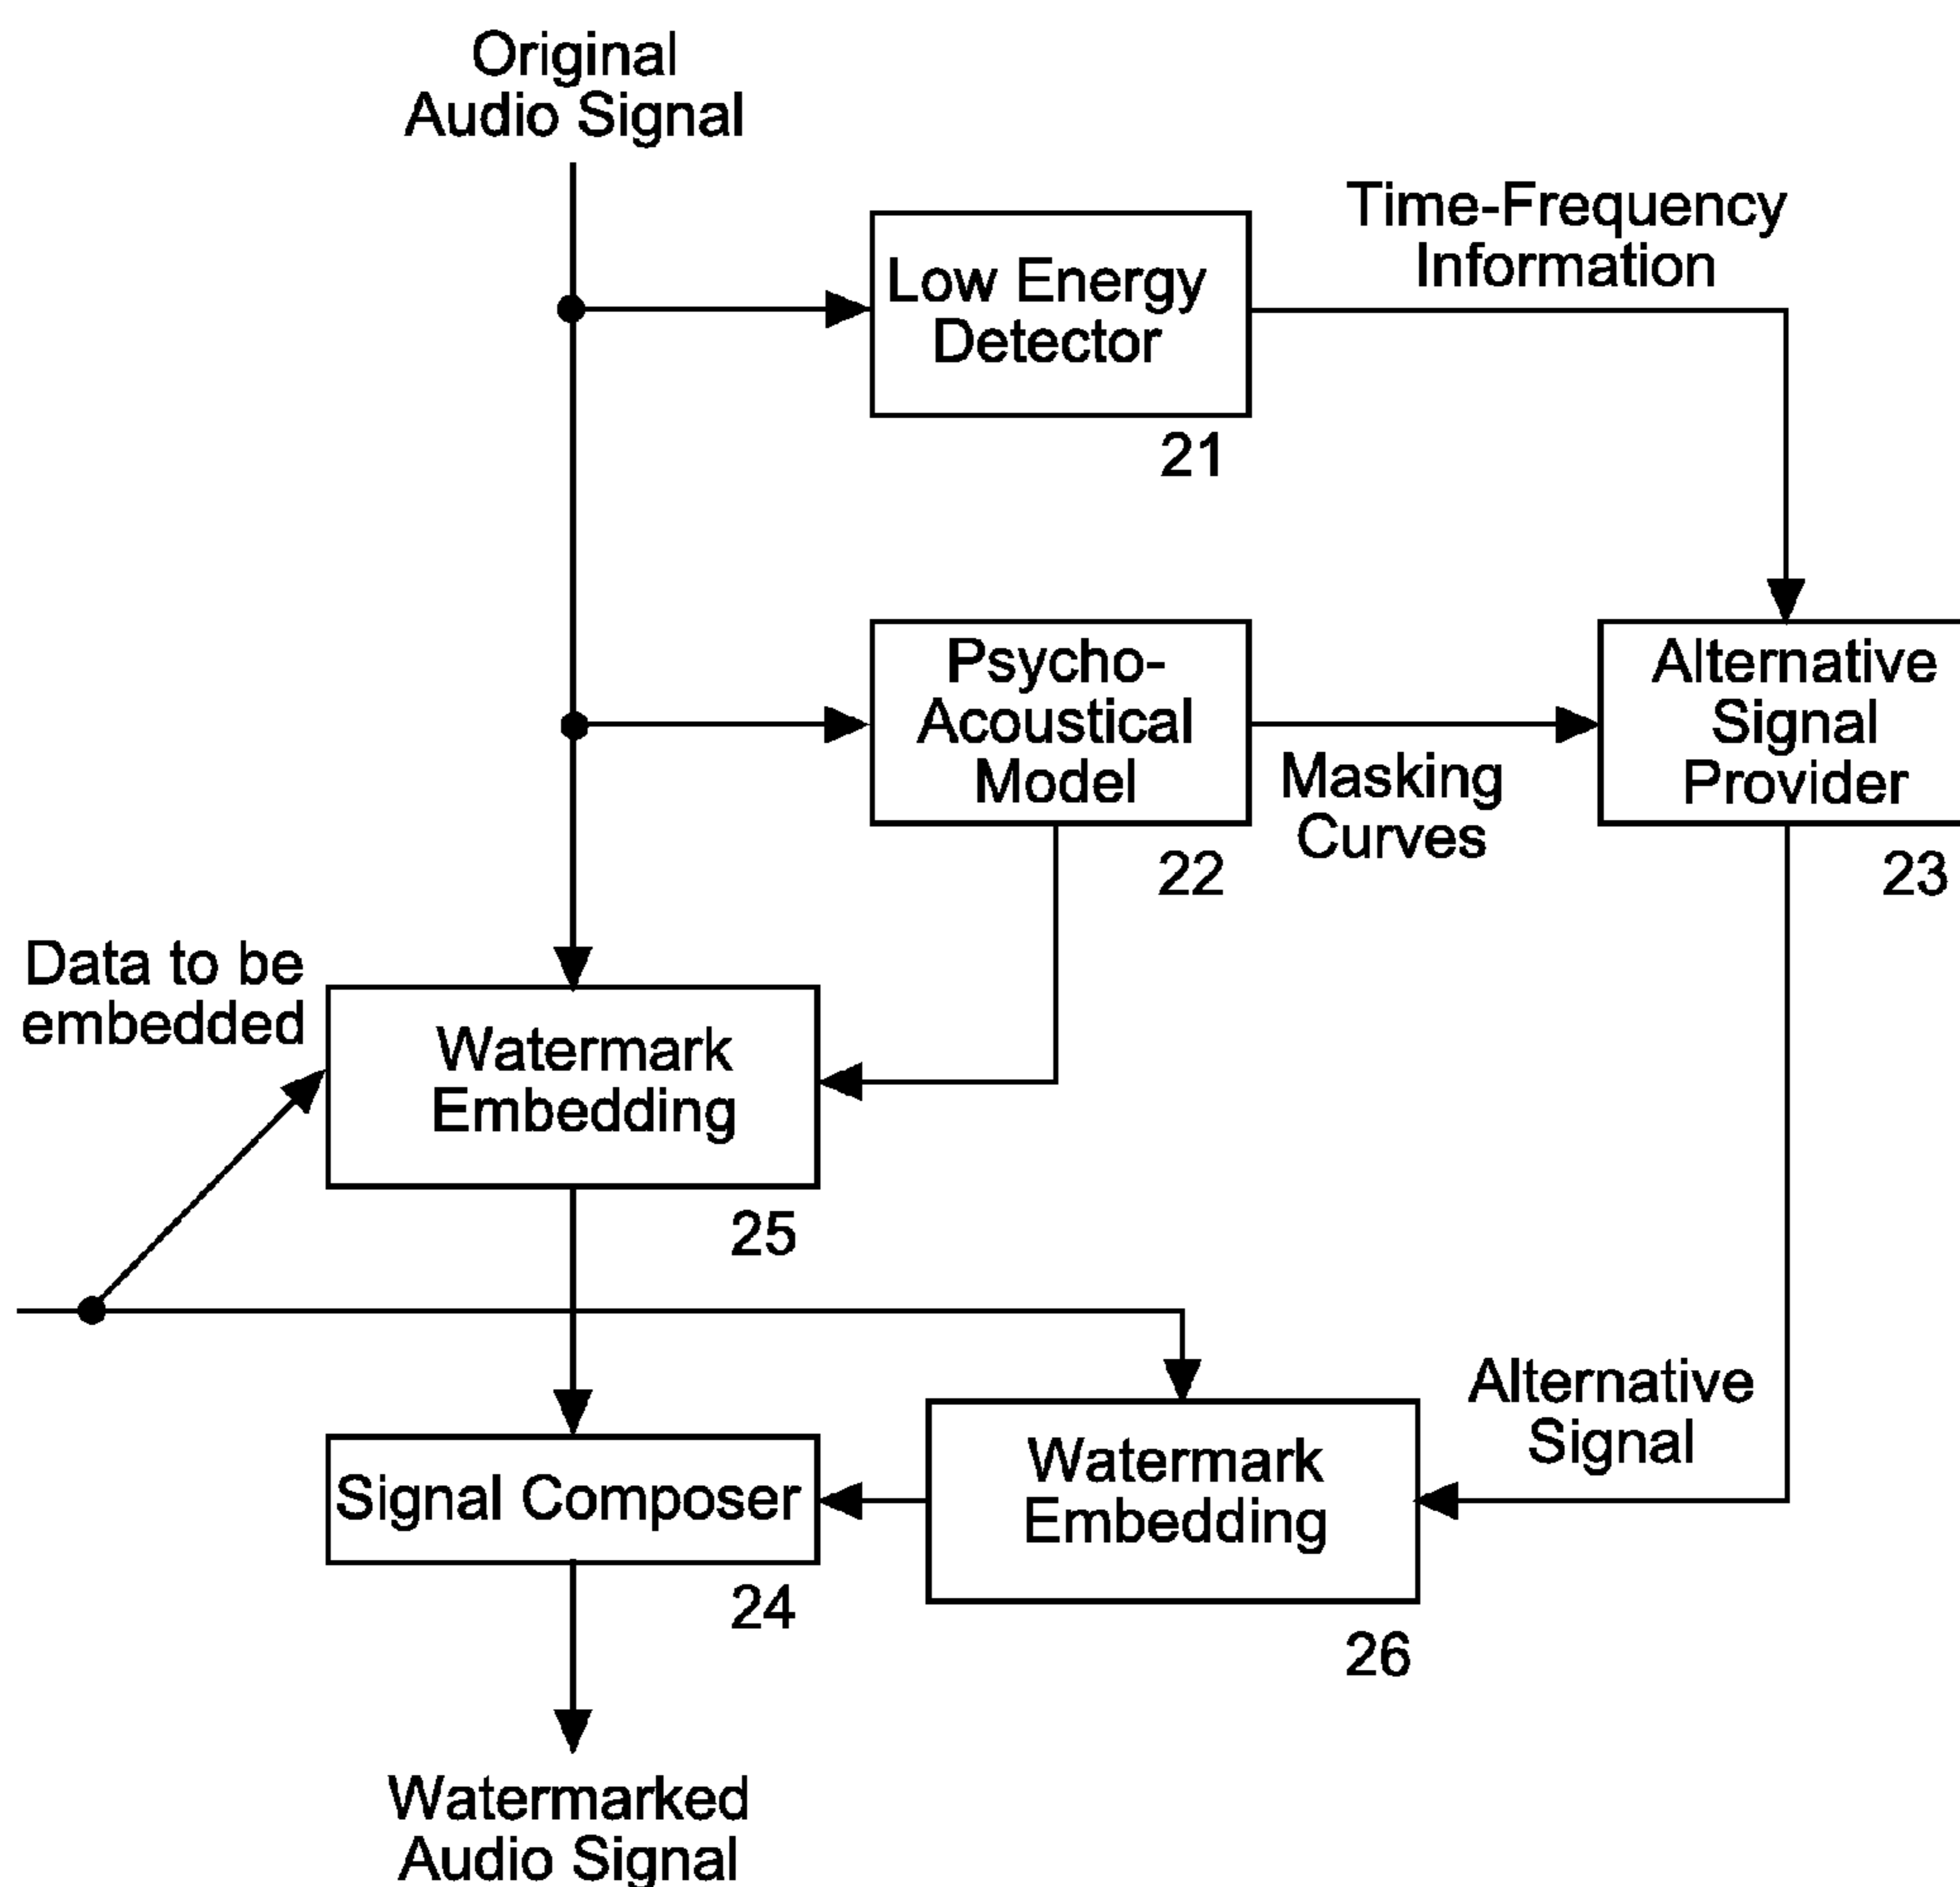 Original
Audio Signal
Time-Frequency
Information
Low Energy
Detector
21
Psycho-
Acoustical
Model
22
Masking
Curves
Alternative
Signal
Provider
23
Data to be
embedded
Watermark
Embedding
25
Alternative
Signal
Watermark
Embedding
26
Signal Composer
24
Watermarked
Audio Signal